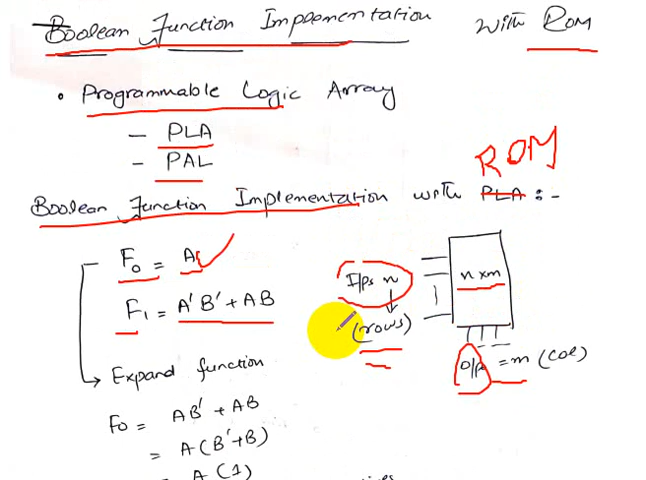 Boolean Function Implementation with ROM
• Programmable Logic Array
— PLA
— PAL
ROM
Boolean Function Implementation with PLA :-
F₀ = A
F₁ = A'B' + AB
I/ps n
(rows)
n xm
O/p = m (col)
Expand function
F₀ = AB' + AB
= A(B'+B)
= A(1)